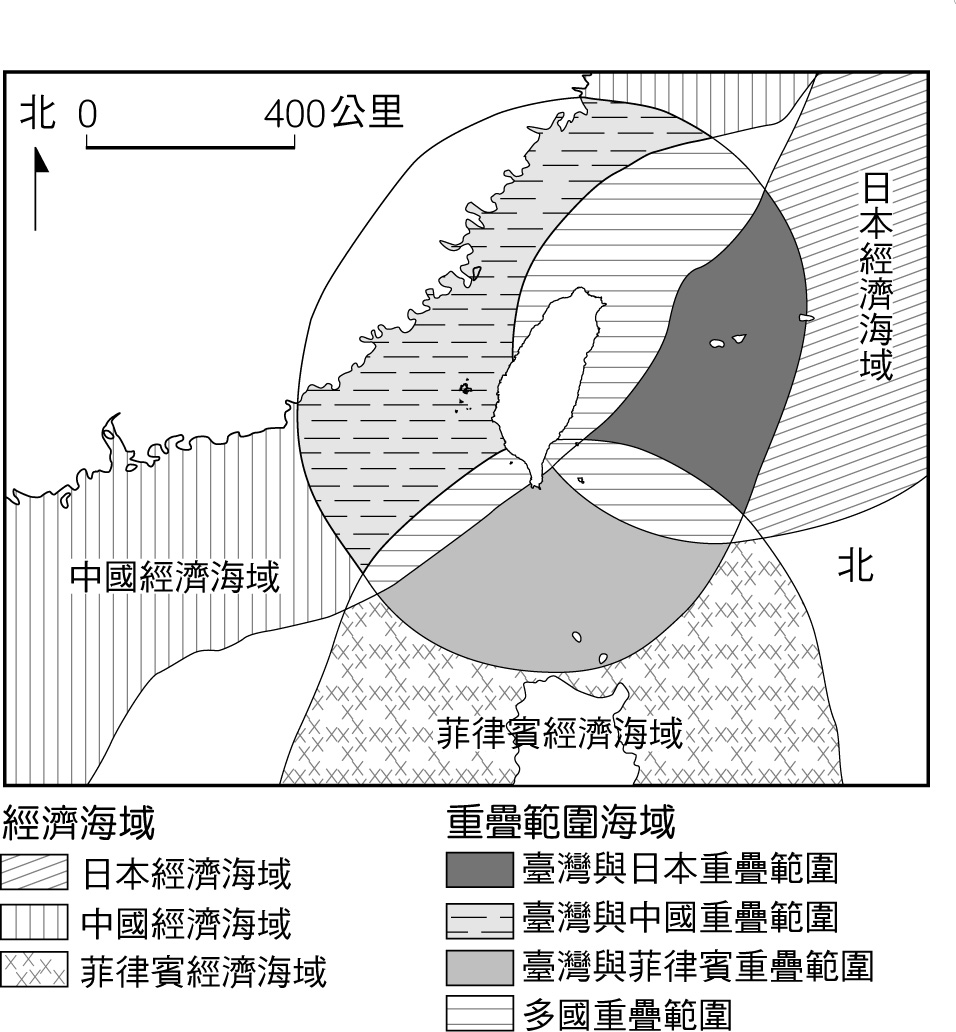 北 0 400公里
日本經濟海域
中國經濟海域
北
菲律賓經濟海域
經濟海域
日本經濟海域
中國經濟海域
菲律賓經濟海域
重疊範圍海域
臺灣與日本重疊範圍
臺灣與中國重疊範圍
臺灣與菲律賓重疊範圍
多國重疊範圍